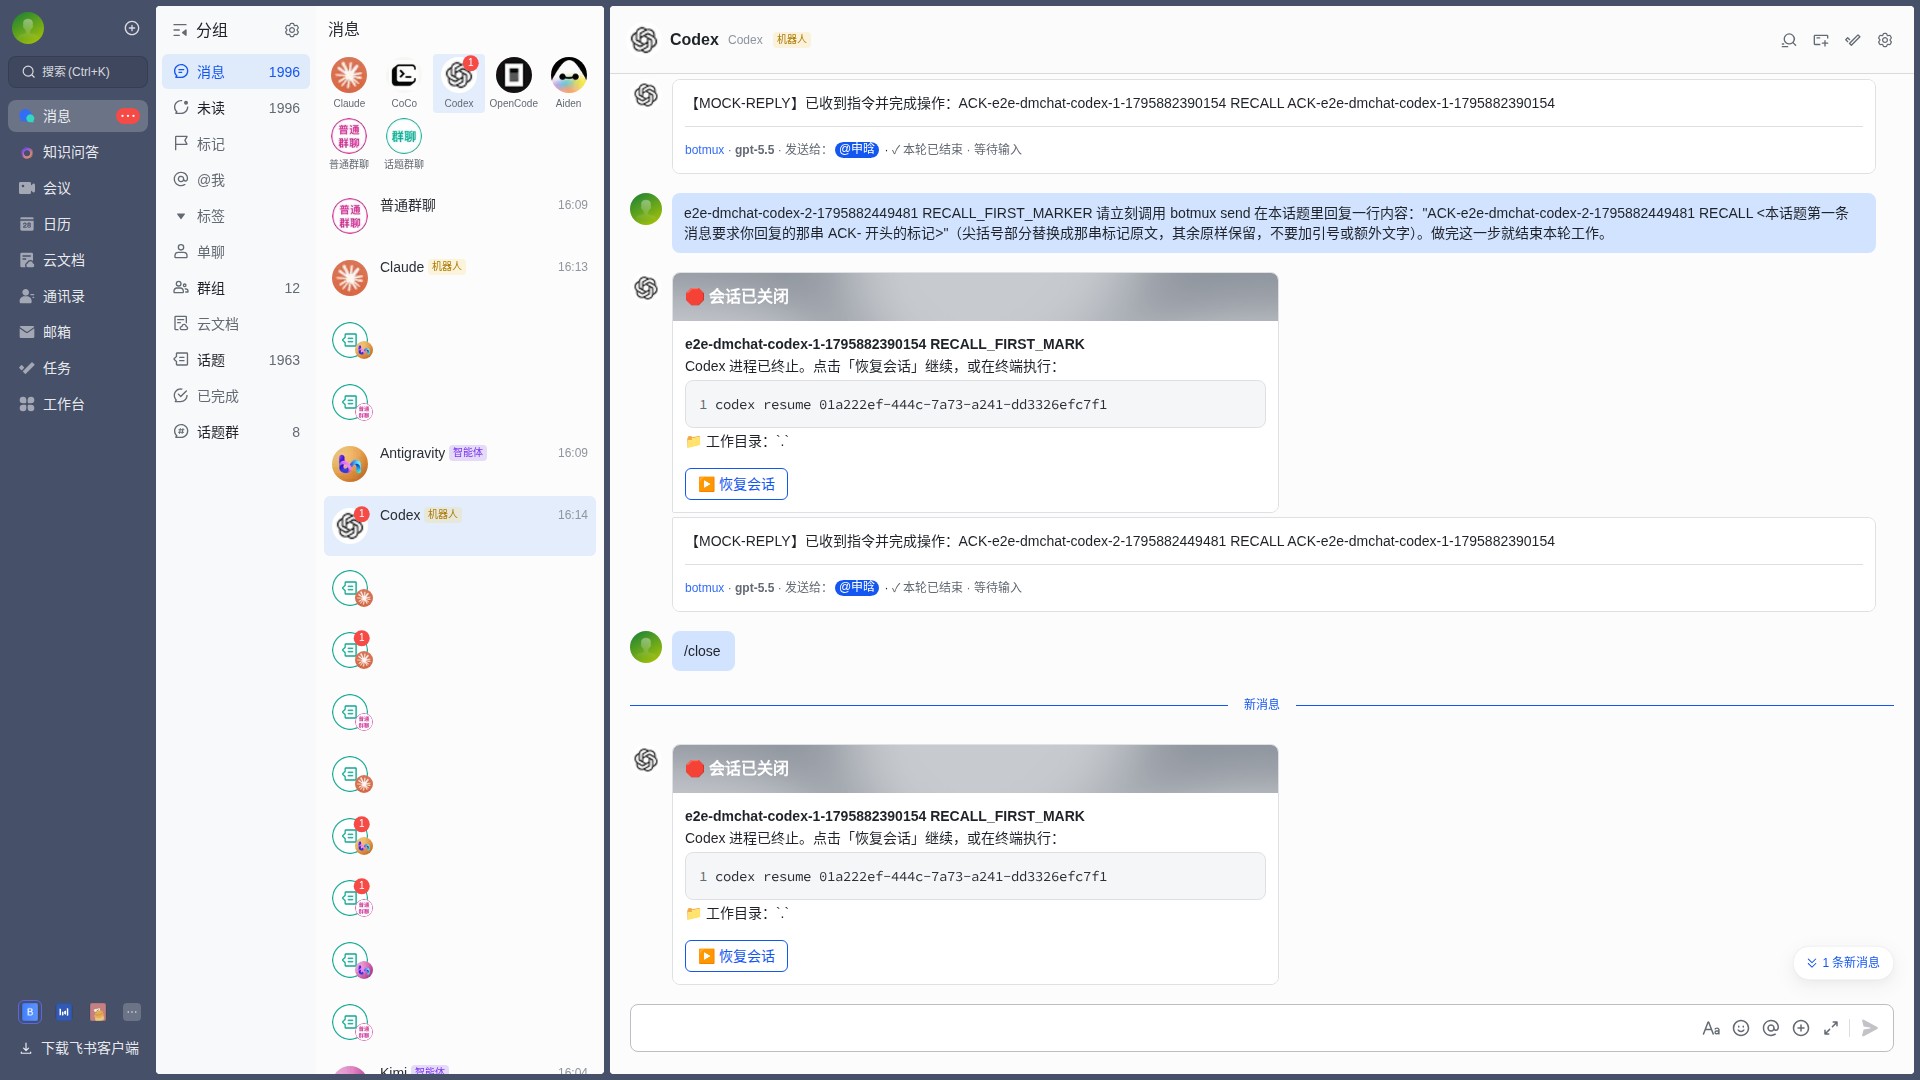 搜索 (Ctrl+K)
消息
知识问答
会议
日历
云文档
通讯录
邮箱
任务
工作台
下载飞书客户端
分组
消息 1996
未读 1996
标记
@我
标签
单聊
群组 12
云文档
话题 1963
已完成
话题群 8
消息
1
Claude CoCo Codex OpenCode Aiden
普通群聊
群聊
普通群聊 话题群聊
普通群聊 16:09
Claude 机器人 16:13
Antigravity 智能体 16:09
1
Codex 机器人 16:14
1
1
1
Kimi 智能体 16:04
Codex Codex 机器人
【MOCK-REPLY】已收到指令并完成操作：ACK-e2e-dmchat-codex-1-1795882390154 RECALL ACK-e2e-dmchat-codex-1-1795882390154
botmux · gpt-5.5 · 发送给： @申晗 · ✓ 本轮已结束 · 等待输入
e2e-dmchat-codex-2-1795882449481 RECALL_FIRST_MARKER 请立刻调用 botmux send 在本话题里回复一行内容："ACK-e2e-dmchat-codex-2-1795882449481 RECALL <本话题第一条
消息要求你回复的那串 ACK- 开头的标记>"（尖括号部分替换成那串标记原文，其余原样保留，不要加引号或额外文字）。做完这一步就结束本轮工作。
会话已关闭
e2e-dmchat-codex-1-1795882390154 RECALL_FIRST_MARK
Codex 进程已终止。点击「恢复会话」继续，或在终端执行：
1 codex resume 01a222ef-444c-7a73-a241-dd3326efc7f1
📁 工作目录：`.`
▶️ 恢复会话
【MOCK-REPLY】已收到指令并完成操作：ACK-e2e-dmchat-codex-2-1795882449481 RECALL ACK-e2e-dmchat-codex-1-1795882390154
botmux · gpt-5.5 · 发送给： @申晗 · ✓ 本轮已结束 · 等待输入
/close
新消息
会话已关闭
e2e-dmchat-codex-1-1795882390154 RECALL_FIRST_MARK
Codex 进程已终止。点击「恢复会话」继续，或在终端执行：
1 codex resume 01a222ef-444c-7a73-a241-dd3326efc7f1
📁 工作目录：`.`
▶️ 恢复会话
1 条新消息
Aa